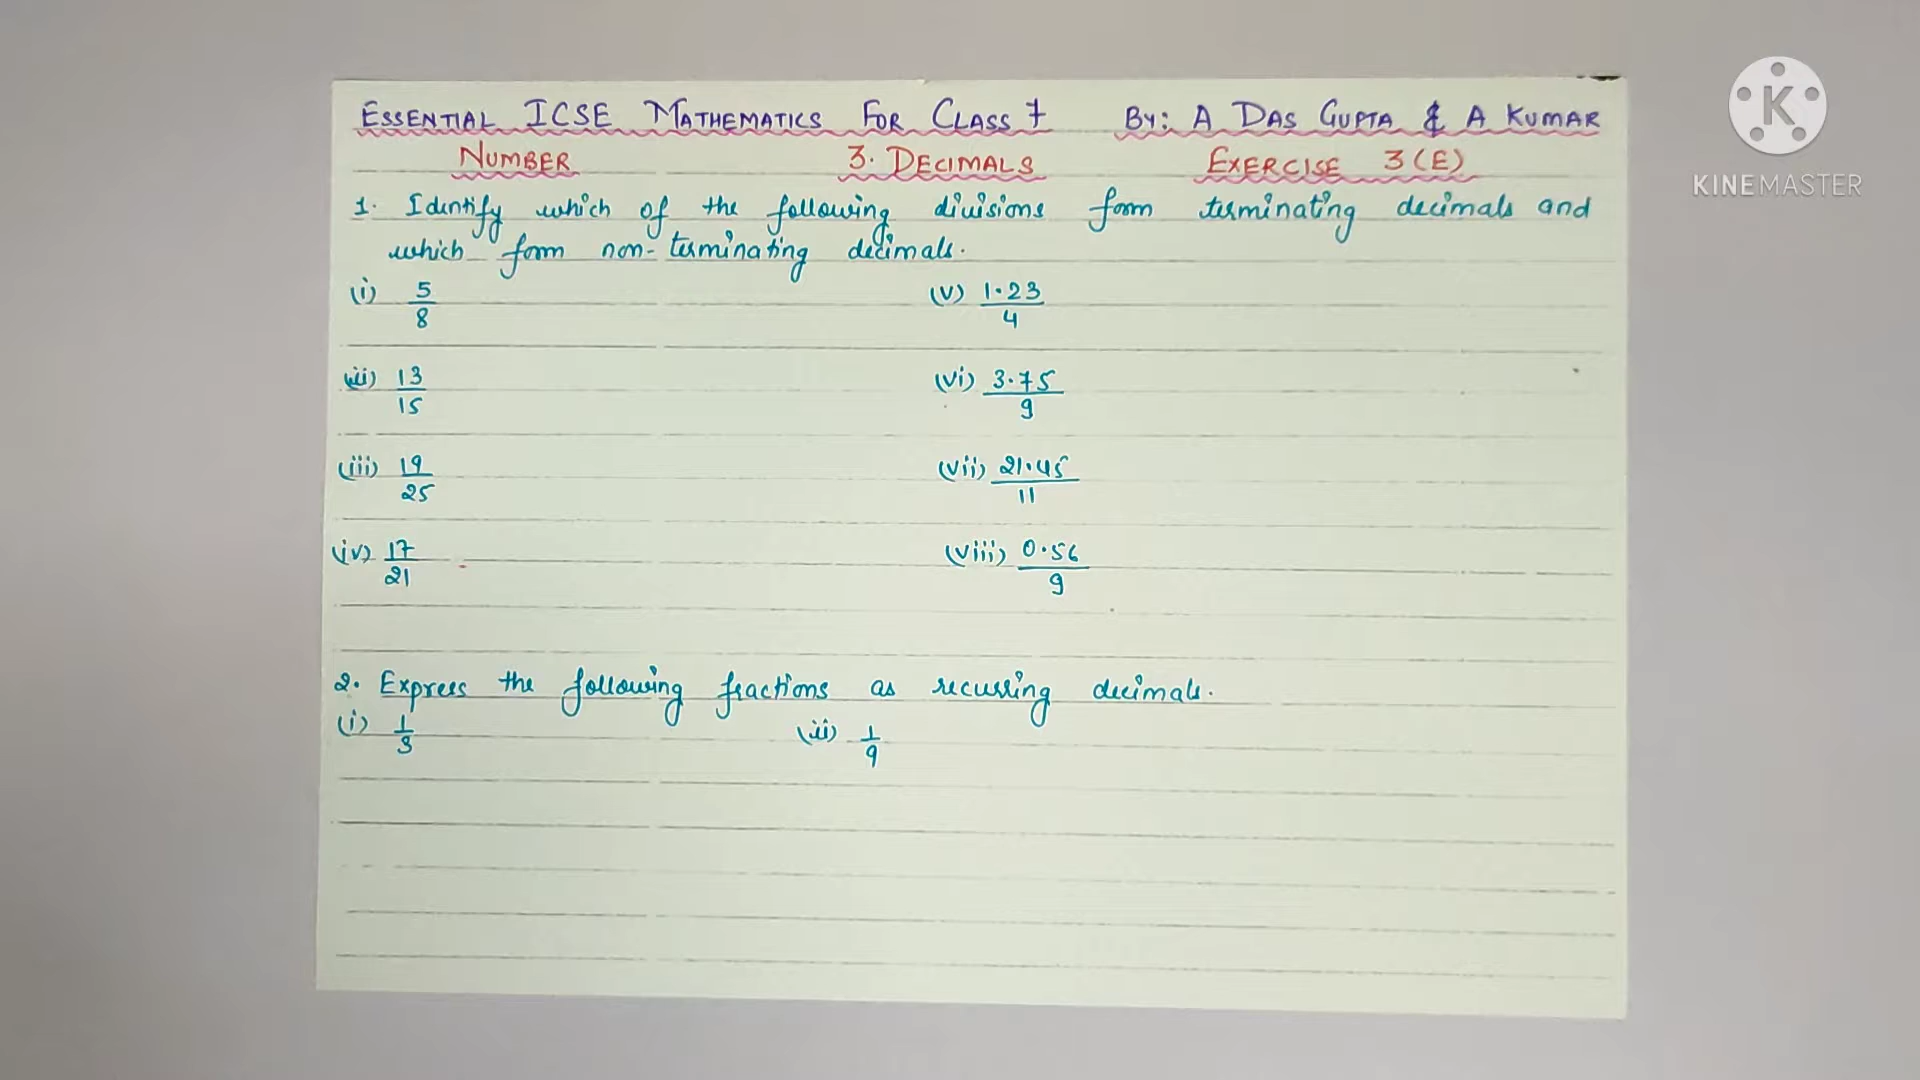 ESSENTIAL ICSE MATHEMATICS FOR CLASS 7 BY: A DAS GUPTA & A KUMAR
NUMBER 3. DECIMALS EXERCISE 3(E)
1. Identify which of the following divisions form terminating decimals and
which form non-terminating decimals.
(i) 5/8 (v) 1.23/4
(ii) 13/15 (vi) 3.75/9
(iii) 19/25 (vii) 21.45/11
(iv) 17/21 (viii) 0.56/9
2. Express the following fractions as recurring decimals.
(i) 1/3 (ii) 1/9
K
KINEMASTER